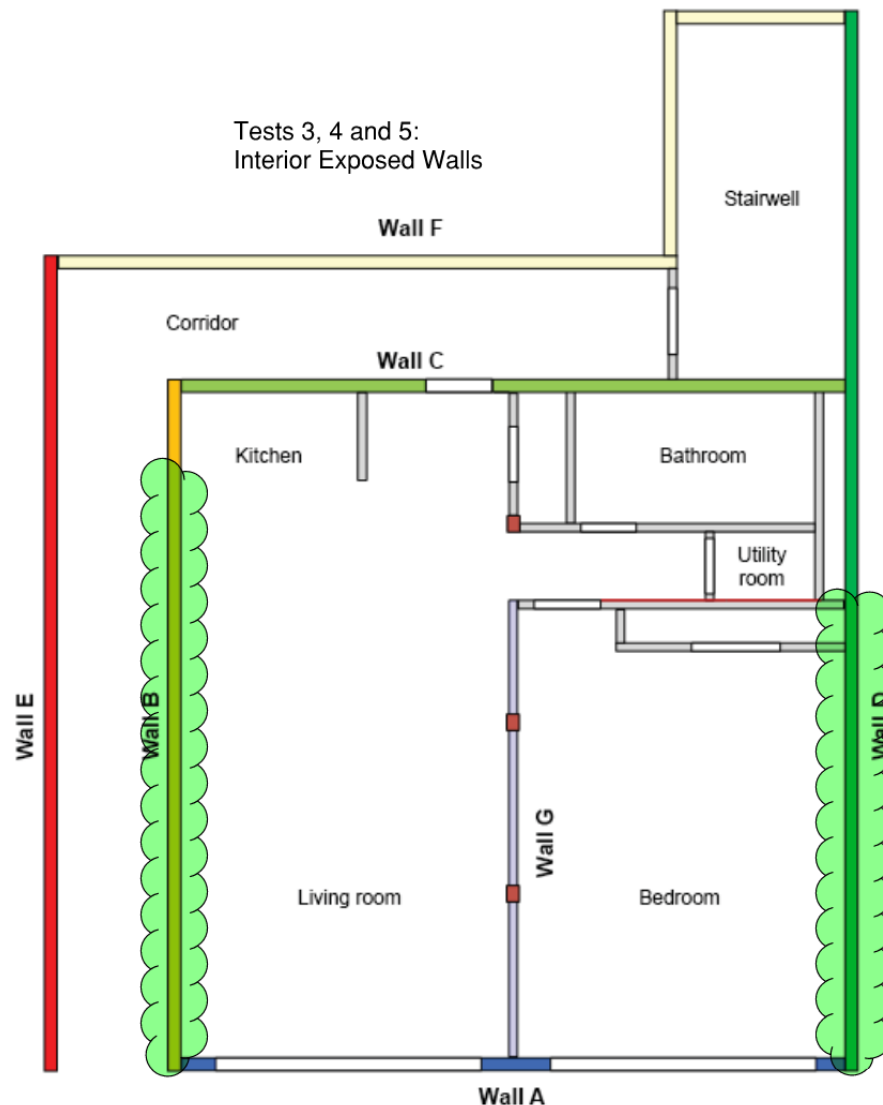 Tests 3, 4 and 5:
Interior Exposed Walls
Stairwell
Wall F
Corridor
Wall C
Kitchen
Bathroom
Utility
room
Wall E
Wall B
Wall D
Wall G
Living room
Bedroom
Wall A